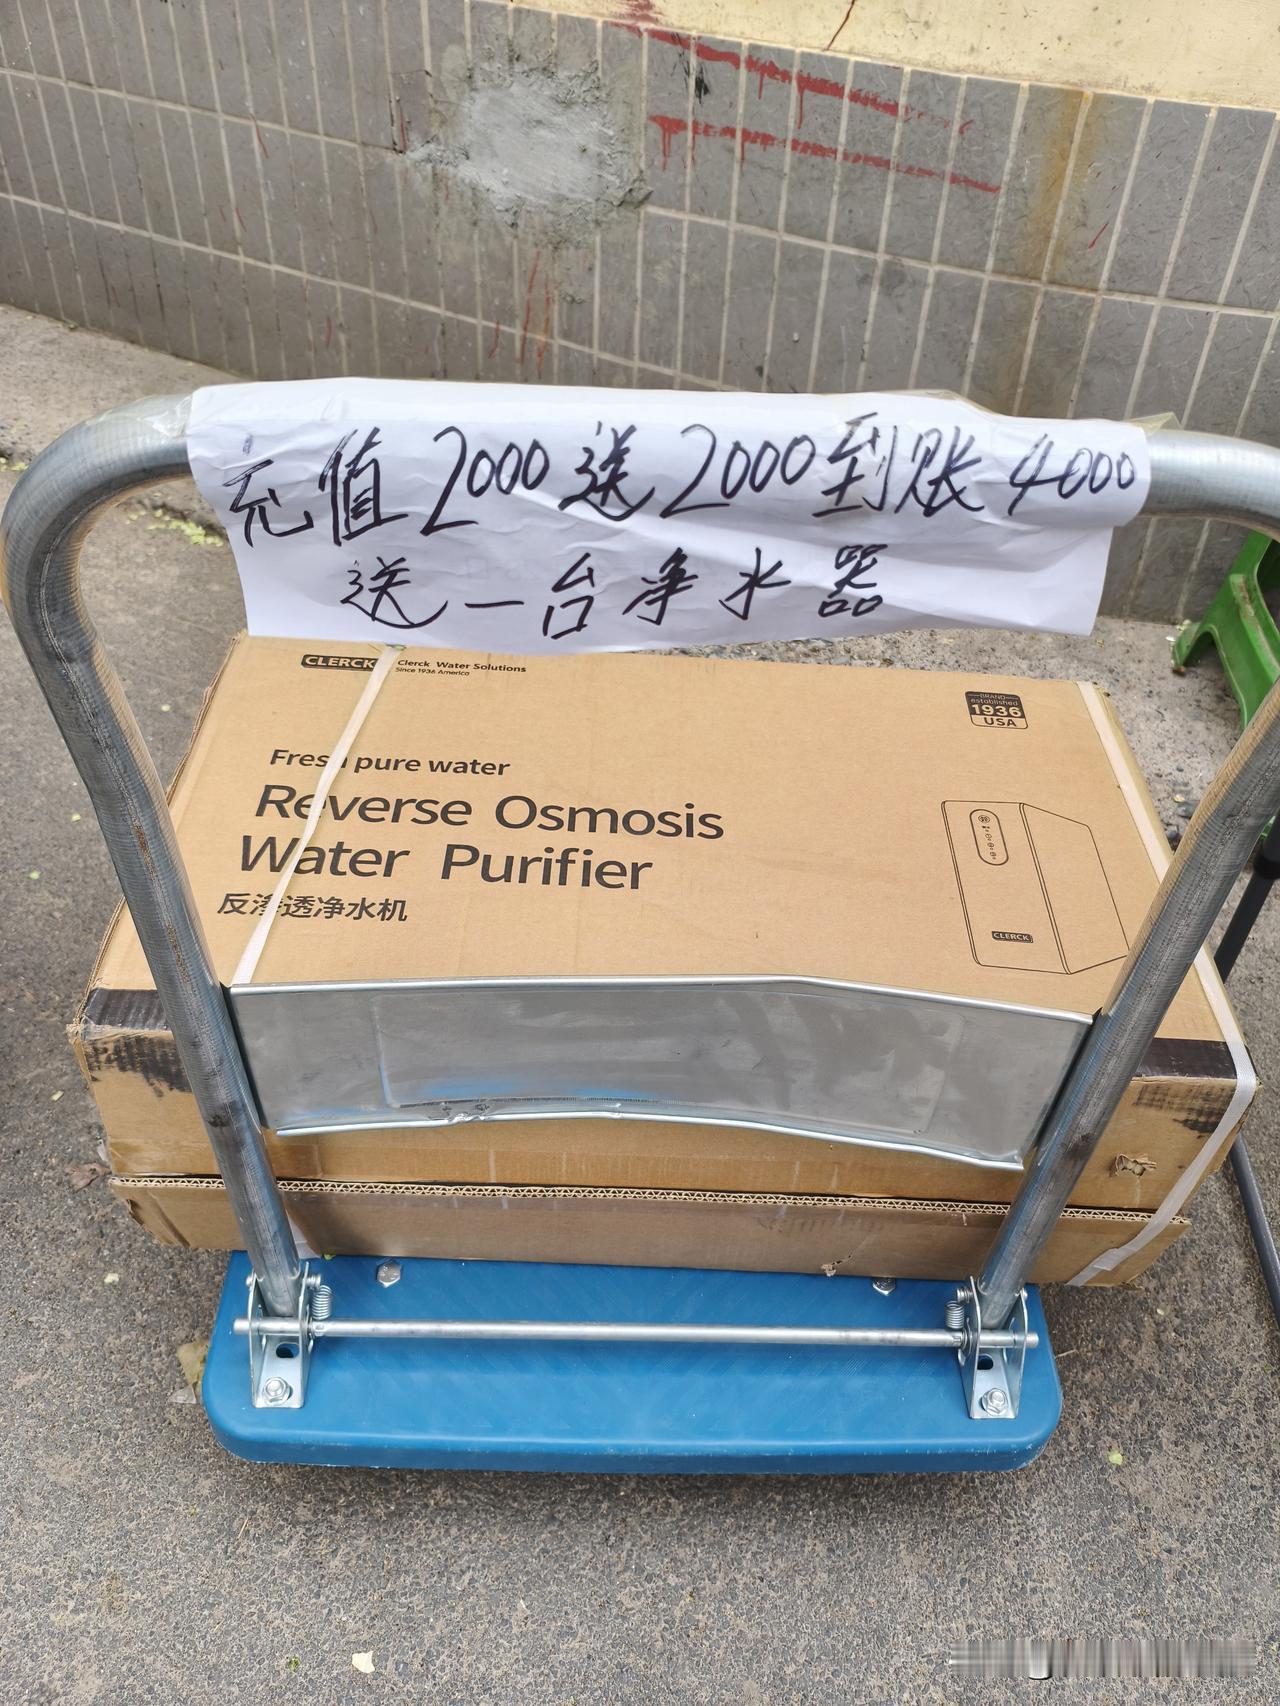 充值2000送2000到账4000
送一台净水器
CLERCK Clerck Water Solutions
Since 1936 America
BRAND
established
1936
USA
Fresh pure water
Reverse Osmosis
Water Purifier
反渗透净水机
CLERCK